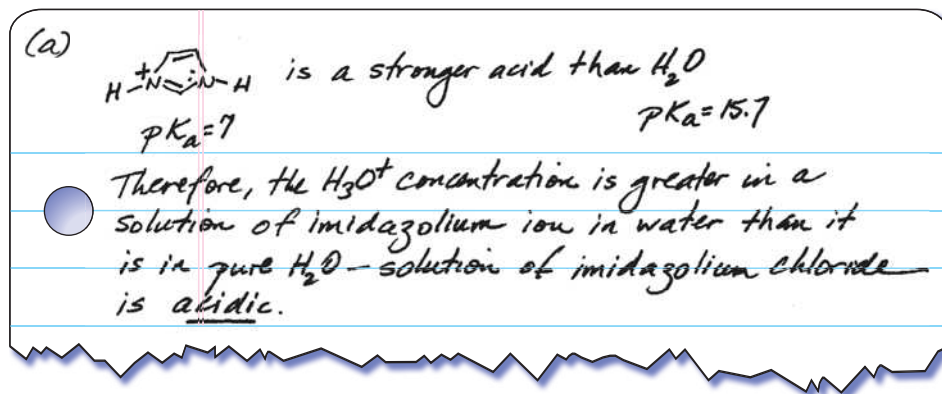 (a)
H-N+ :N-H is a stronger acid than H₂O
pKa=7 pKa=15.7
Therefore, the H₃O⁺ concentration is greater in a
solution of imidazolium ion in water than it
is in pure H₂O – solution of imidazolium chloride
is acidic.